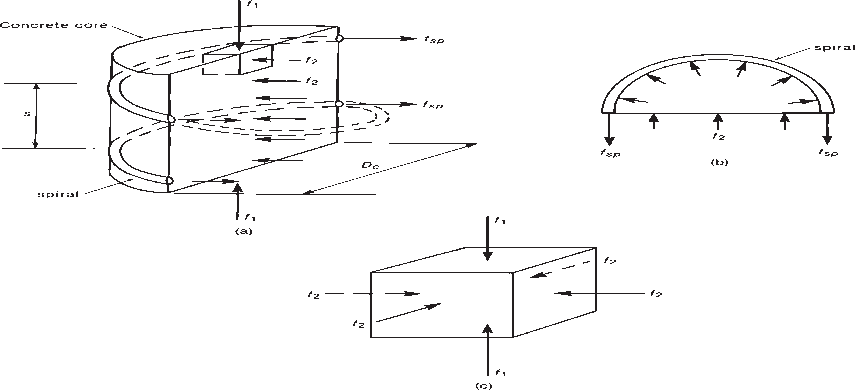 f1
Concrete core
fsp
f2
f2
s
fsp
Dc
spiral
f1
(a)
spiral
f2
fsp
fsp
(b)
f1
f2
f2
f2
f2
f1
(c)